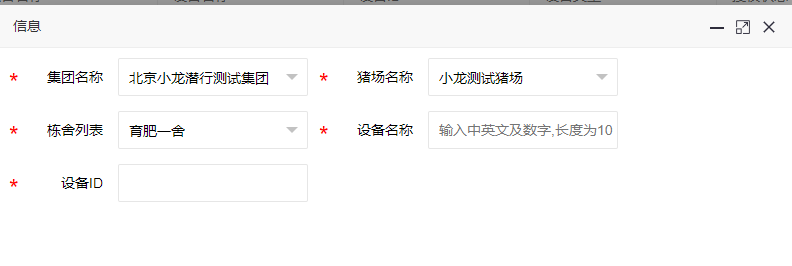 信息
* 集团名称 北京小龙潜行测试集团 * 猪场名称 小龙测试猪场
* 栋舍列表 育肥一舍 * 设备名称 输入中英文及数字,长度为10
* 设备ID